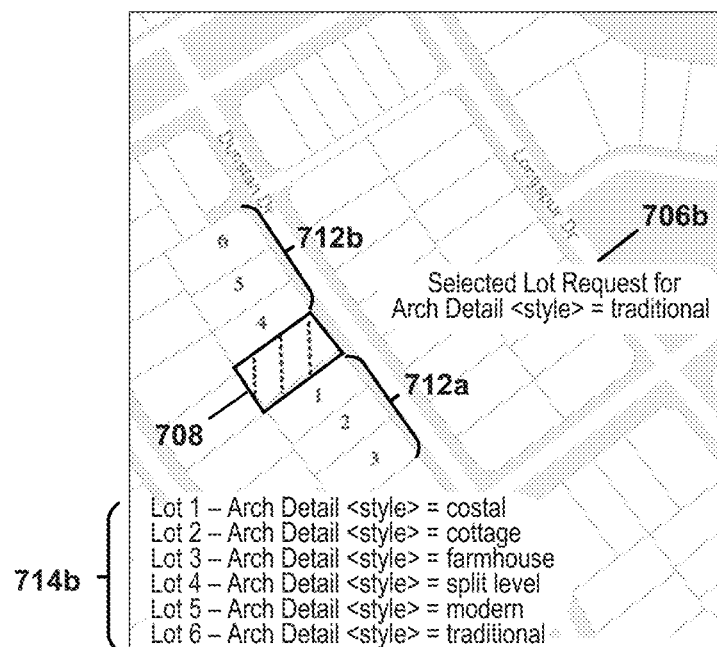 6
712b
706b
5
Selected Lot Request for
Arch Detail <style> = traditional
4
712a
1
708
2
3
Lot 1 – Arch Detail <style> = costal
Lot 2 – Arch Detail <style> = cottage
Lot 3 – Arch Detail <style> = farmhouse
714b
Lot 4 – Arch Detail <style> = split level
Lot 5 – Arch Detail <style> = modern
Lot 6 – Arch Detail <style> = traditional